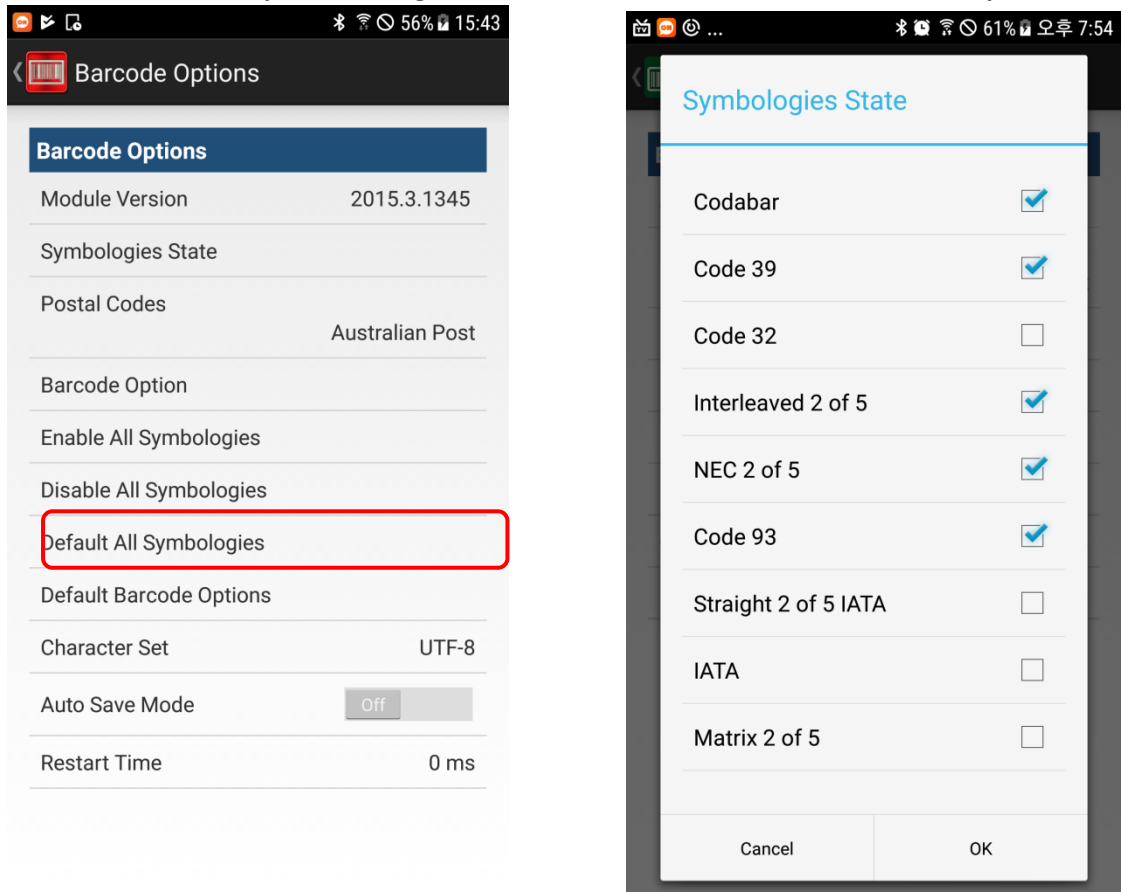 56% 15:43
Barcode Options
Barcode Options
Module Version 2015.3.1345
Symbologies State
Postal Codes
Australian Post
Barcode Option
Enable All Symbologies
Disable All Symbologies
Default All Symbologies
Default Barcode Options
Character Set UTF-8
Auto Save Mode Off
Restart Time 0 ms
... 61% 오후 7:54
Symbologies State
Codabar
Code 39
Code 32
Interleaved 2 of 5
NEC 2 of 5
Code 93
Straight 2 of 5 IATA
IATA
Matrix 2 of 5
Cancel OK